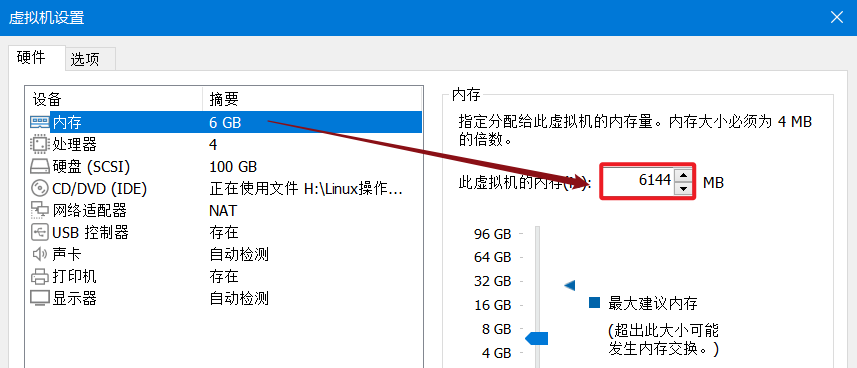 虚拟机设置
硬件 选项
设备 摘要
内存 6 GB
处理器 4
硬盘 (SCSI) 100 GB
CD/DVD (IDE) 正在使用文件 H:\Linux操作...
网络适配器 NAT
USB 控制器 存在
声卡 自动检测
打印机 存在
显示器 自动检测
内存
指定分配给此虚拟机的内存量。内存大小必须为 4 MB
的倍数。
此虚拟机的内存(M): 6144 MB
96 GB
64 GB
32 GB
16 GB
8 GB
4 GB
最大建议内存
(超出此大小可能
发生内存交换。)